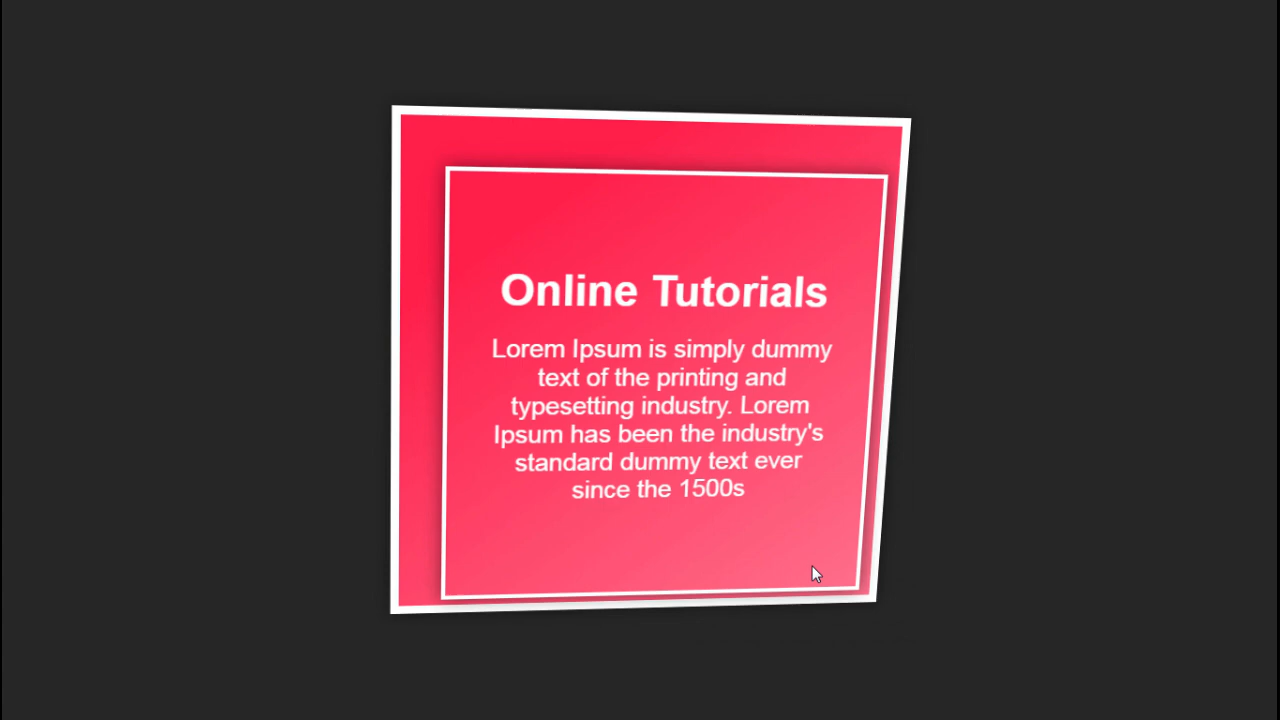 Online Tutorials
Lorem Ipsum is simply dummy
text of the printing and
typesetting industry. Lorem
Ipsum has been the industry's
standard dummy text ever
since the 1500s